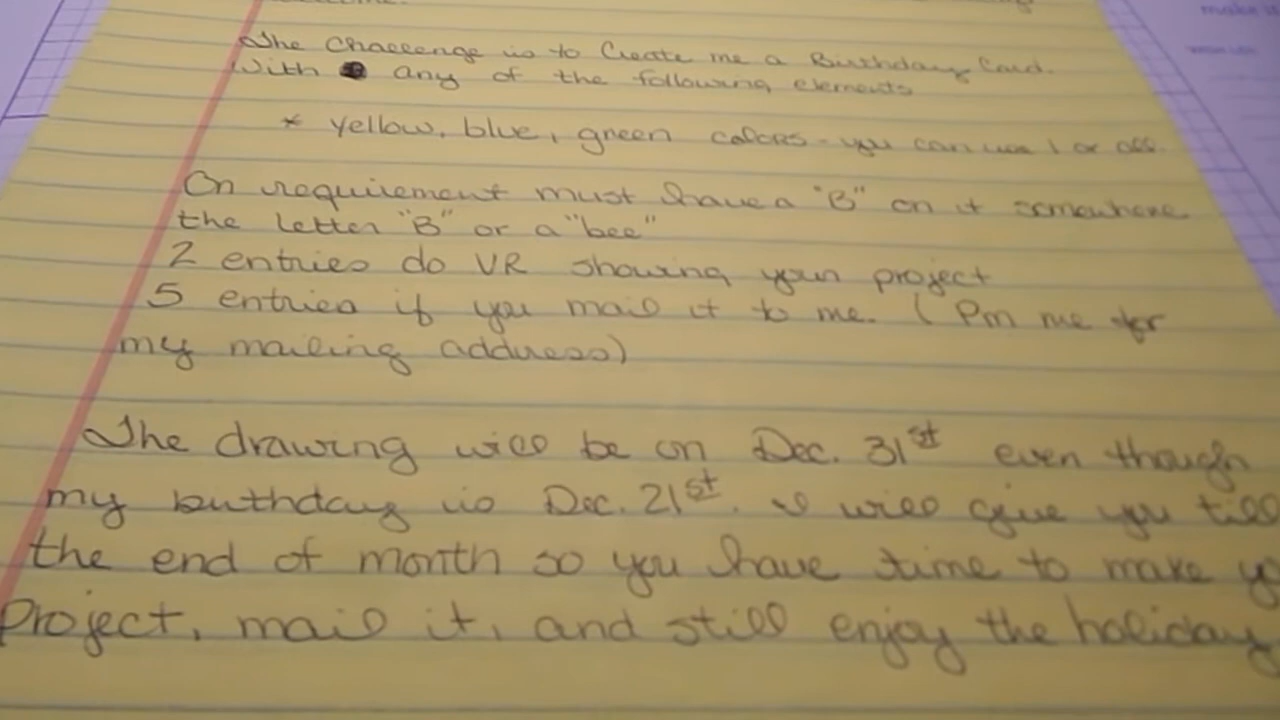 The Challenge is to Create me a Birthday Card.
With any of the following elements
* yellow, blue, green colors - you can use 1 or all.
On requirement must have a "B" on it somewhere
the letter "B" or a "bee"
2 entries do VR showing your project
5 entries if you mail it to me. (Pm me for
my mailing address)
The drawing will be on Dec. 31st even though
my birthday is Dec. 21st. I will give you till
the end of month so you have time to make y
Project, mail it, and still enjoy the holiday